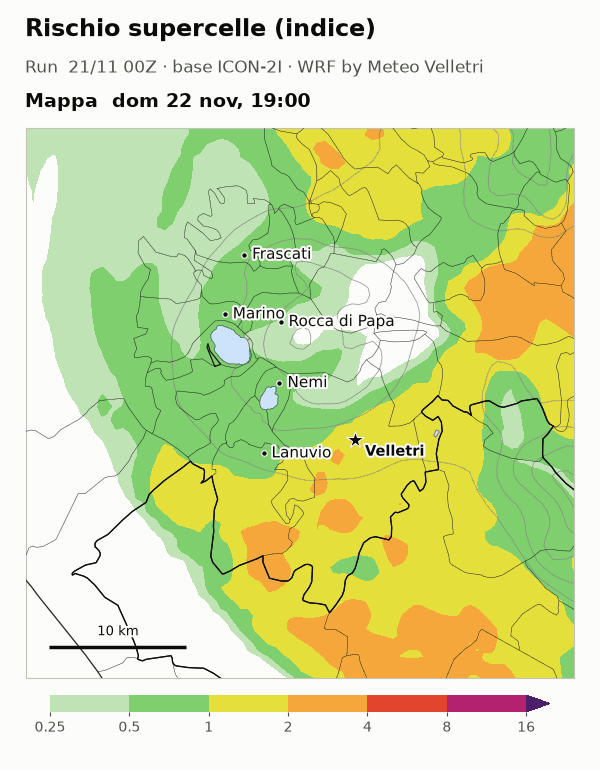 Rischio supercelle (indice)
Run  21/11 00Z · base ICON-2I · WRF by Meteo Velletri
Mappa  dom 22 nov, 19:00
Frascati
Marino
Rocca di Papa
Nemi
Velletri
Lanuvio
10 km
0.25 0.5 1 2 4 8 16